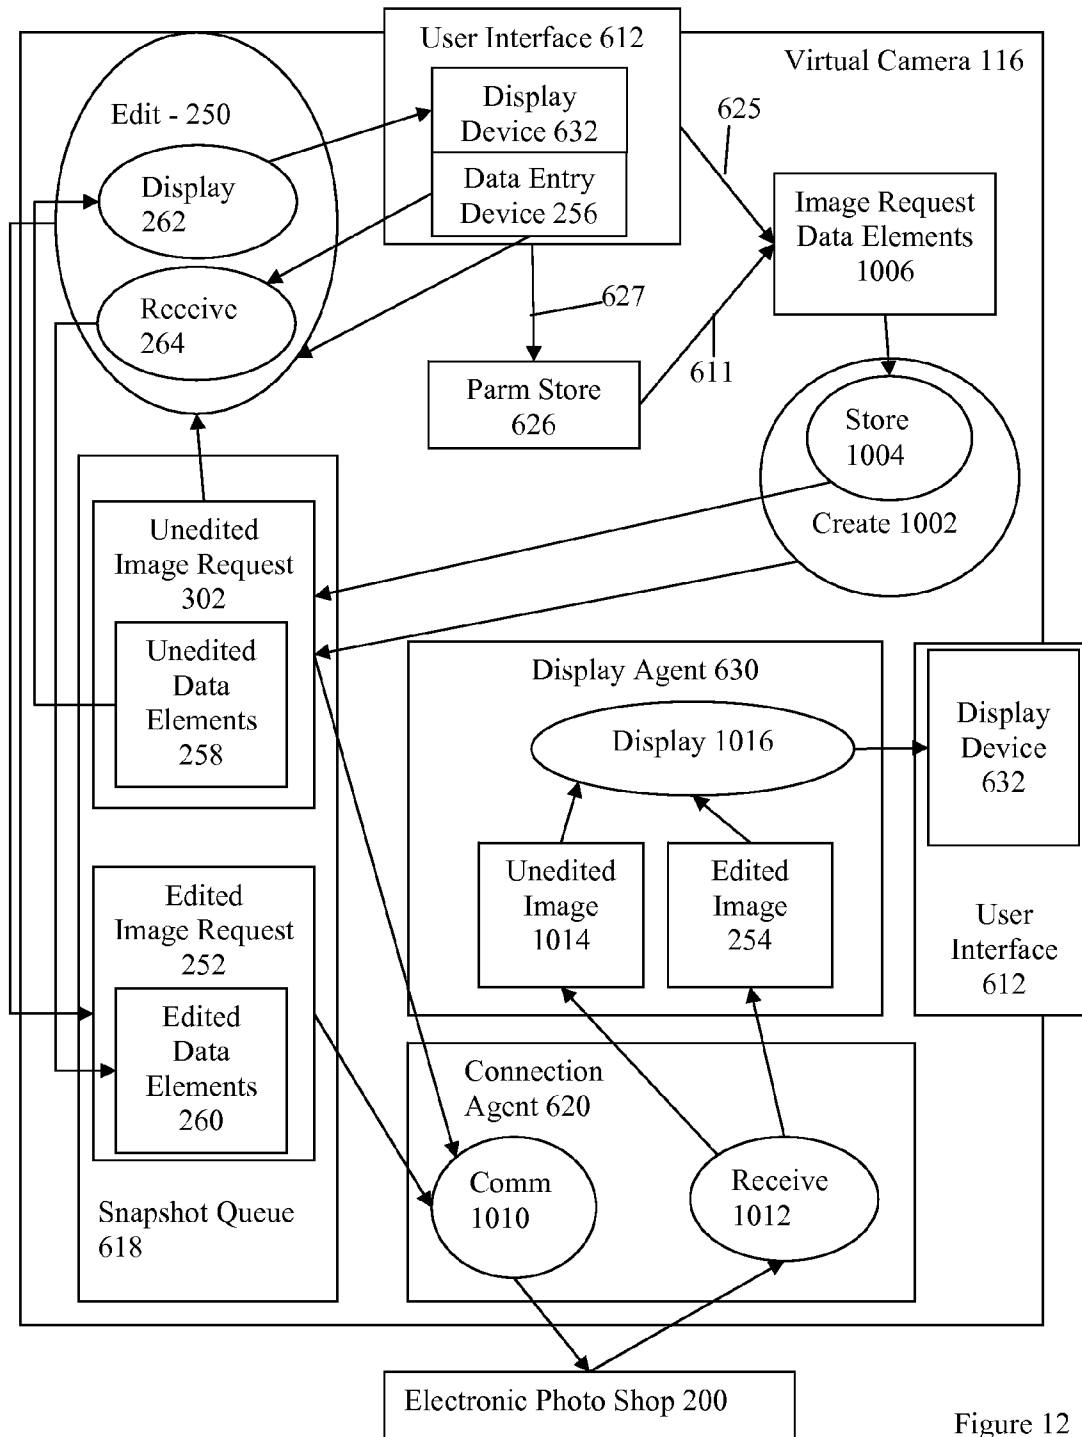 User Interface 612
Virtual Camera 116
Edit - 250
Display
Device 632
625
Data Entry
Device 256
Display
262
Image Request
Data Elements
1006
Receive
264
627
611
Parm Store
626
Store
1004
Create 1002
Unedited
Image Request
302
Unedited
Data
Elements
258
Display Agent 630
Display 1016
Display
Device
632
Unedited
Image
1014
Edited
Image
254
User
Interface
612
Edited
Image Request
252
Edited
Data
Elements
260
Connection
Agent 620
Comm
1010
Receive
1012
Snapshot Queue
618
Electronic Photo Shop 200
Figure 12